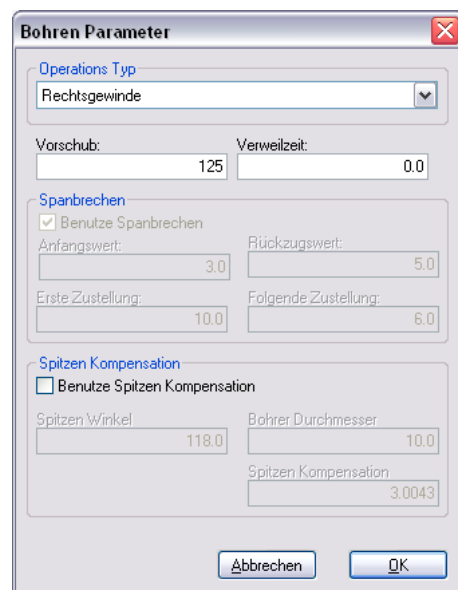 Bohren Parameter
Operations Typ
Rechtsgewinde
Vorschub: Verweilzeit:
125 0.0
Spanbrechen
Benutze Spanbrechen
Anfangswert: Rückzugswert:
3.0 5.0
Erste Zustellung: Folgende Zustellung:
10.0 6.0
Spitzen Kompensation
Benutze Spitzen Kompensation
Spitzen Winkel Bohrer Durchmesser
118.0 10.0
Spitzen Kompensation
3.0043
Abbrechen OK